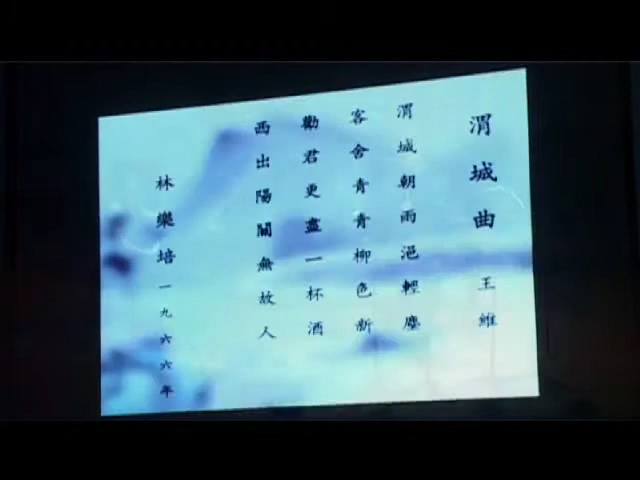 渭城曲 王維
渭城朝雨浥輕塵
客舍青青柳色新
勸君更盡一杯酒
西出陽關無故人
林樂培一九六六年